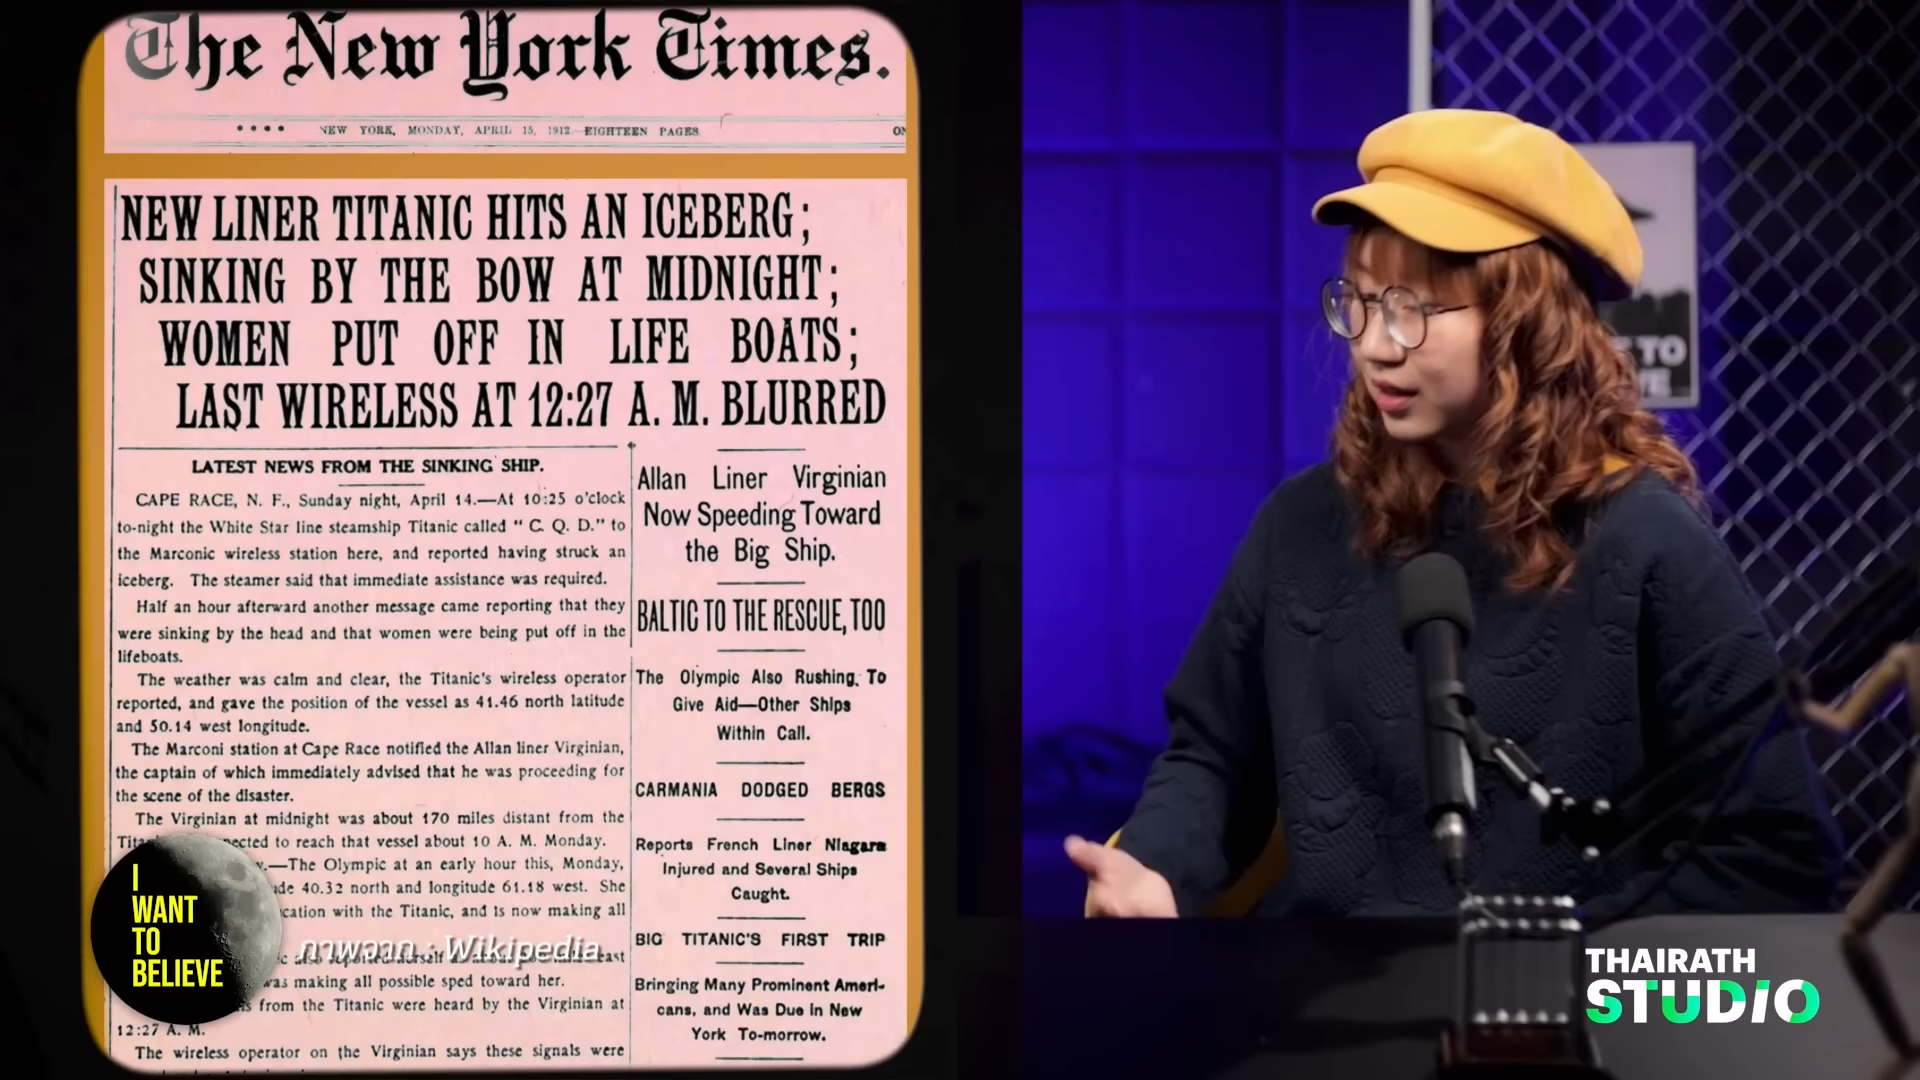 The New York Times.
NEW YORK, MONDAY, APRIL 15, 1912 EIGHTEEN PAGES
NEW LINER TITANIC HITS AN ICEBERG;
SINKING BY THE BOW AT MIDNIGHT;
WOMEN PUT OFF IN LIFE BOATS;
LAST WIRELESS AT 12:27 A. M. BLURRED
LATEST NEWS FROM THE SINKING SHIP.
CAPE RACE, N. F., Sunday night, April 14.—At 10:25 o'clock
to-night the White Star line steamship Titanic called " C. Q. D." to
the Marconic wireless station here, and reported having struck an
iceberg. The steamer said that immediate assistance was required.
Half an hour afterward another message came reporting that they
were sinking by the head and that women were being put off in the
lifeboats.
The weather was calm and clear, the Titanic's wireless operator
reported, and gave the position of the vessel as 41.46 north latitude
and 50.14 west longitude.
The Marconi station at Cape Race notified the Allan liner Virginian,
the captain of which immediately advised that he was proceeding for
the scene of the disaster.
The Virginian at midnight was about 170 miles distant from the
to reach that vessel about 10 A. M. Monday.
—The Olympic at an early hour this, Monday,
40.32 north and longitude 61.18 west. She
with the Titanic, and is now making all
was making all possible sped toward her.
from the Titanic were heard by the Virginian at
12:27 A. M.
The wireless operator on the Virginian says these signals were
Allan Liner Virginian
Now Speeding Toward
the Big Ship.
BALTIC TO THE RESCUE, TOO
The Olympic Also Rushing To
Give Aid—Other Ships
Within Call.
CARMANIA DODGED BERGS
Reports French Liner Niagara
Injured and Several Ships
Caught.
BIG TITANIC'S FIRST TRIP
Bringing Many Prominent Ameri-
cans, and Was Due in New
York To-morrow.
I
WANT
TO
BELIEVE
ภาพจาก : Wikipedia
TO
THAIRATH
STUDIO